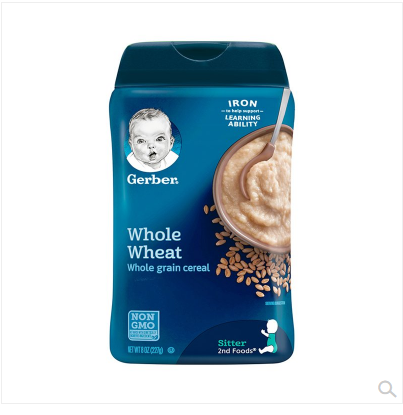 IRON
to help support
LEARNING
ABILITY
Gerber®
Whole
Wheat
Whole grain cereal
NON
GMO
Sitter
2nd Foods®
NET WT 8 OZ (227g)